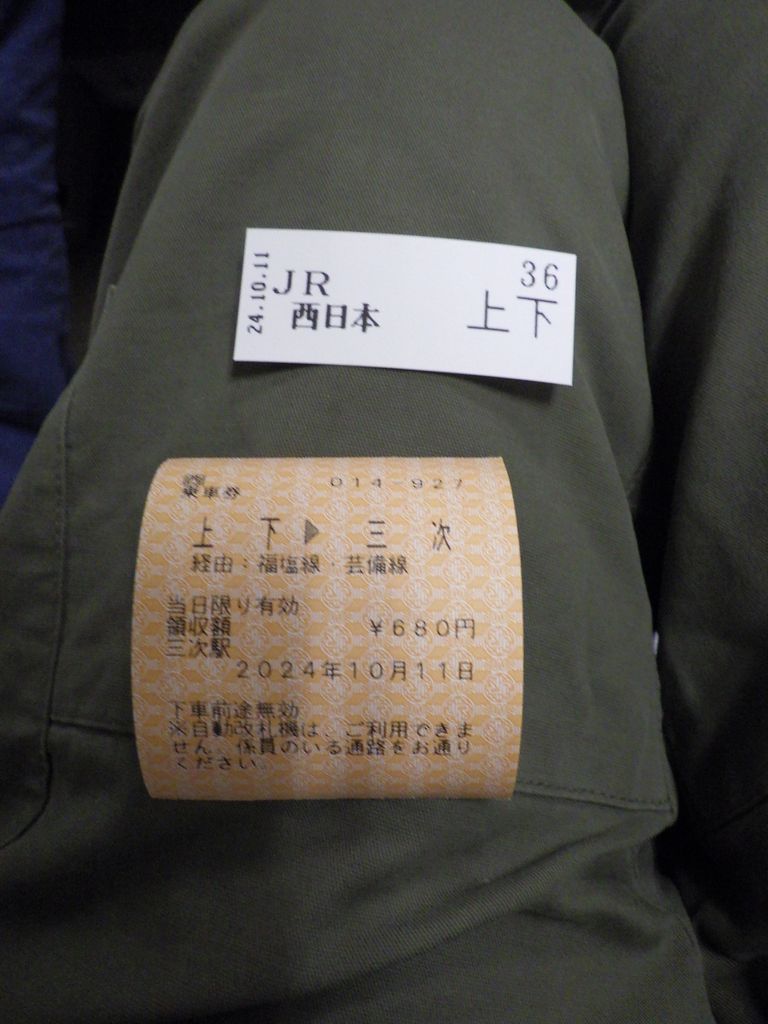 24.10.11
JR
西日本
36
上下
乗車券
014-927
上下▶三次
経由：福塩線・芸備線
当日限り有効
領収額 ￥680円
三次駅
2024年10月11日
下車前途無効
※自動改札機は、ご利用できま
せん。係員のいる通路をお通り
ください。